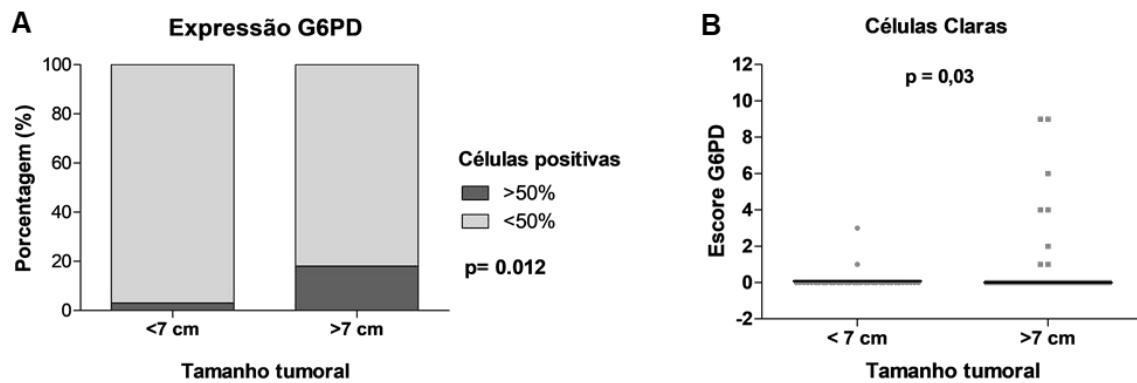 A
Expressão G6PD
Porcentagem (%)
100
80
60
40
20
0
<7 cm
>7 cm
Tamanho tumoral
Células positivas
>50%
<50%
p= 0.012
B
Células Claras
p = 0,03
Escore G6PD
12
10
8
6
4
2
0
-2
< 7 cm
>7 cm
Tamanho tumoral